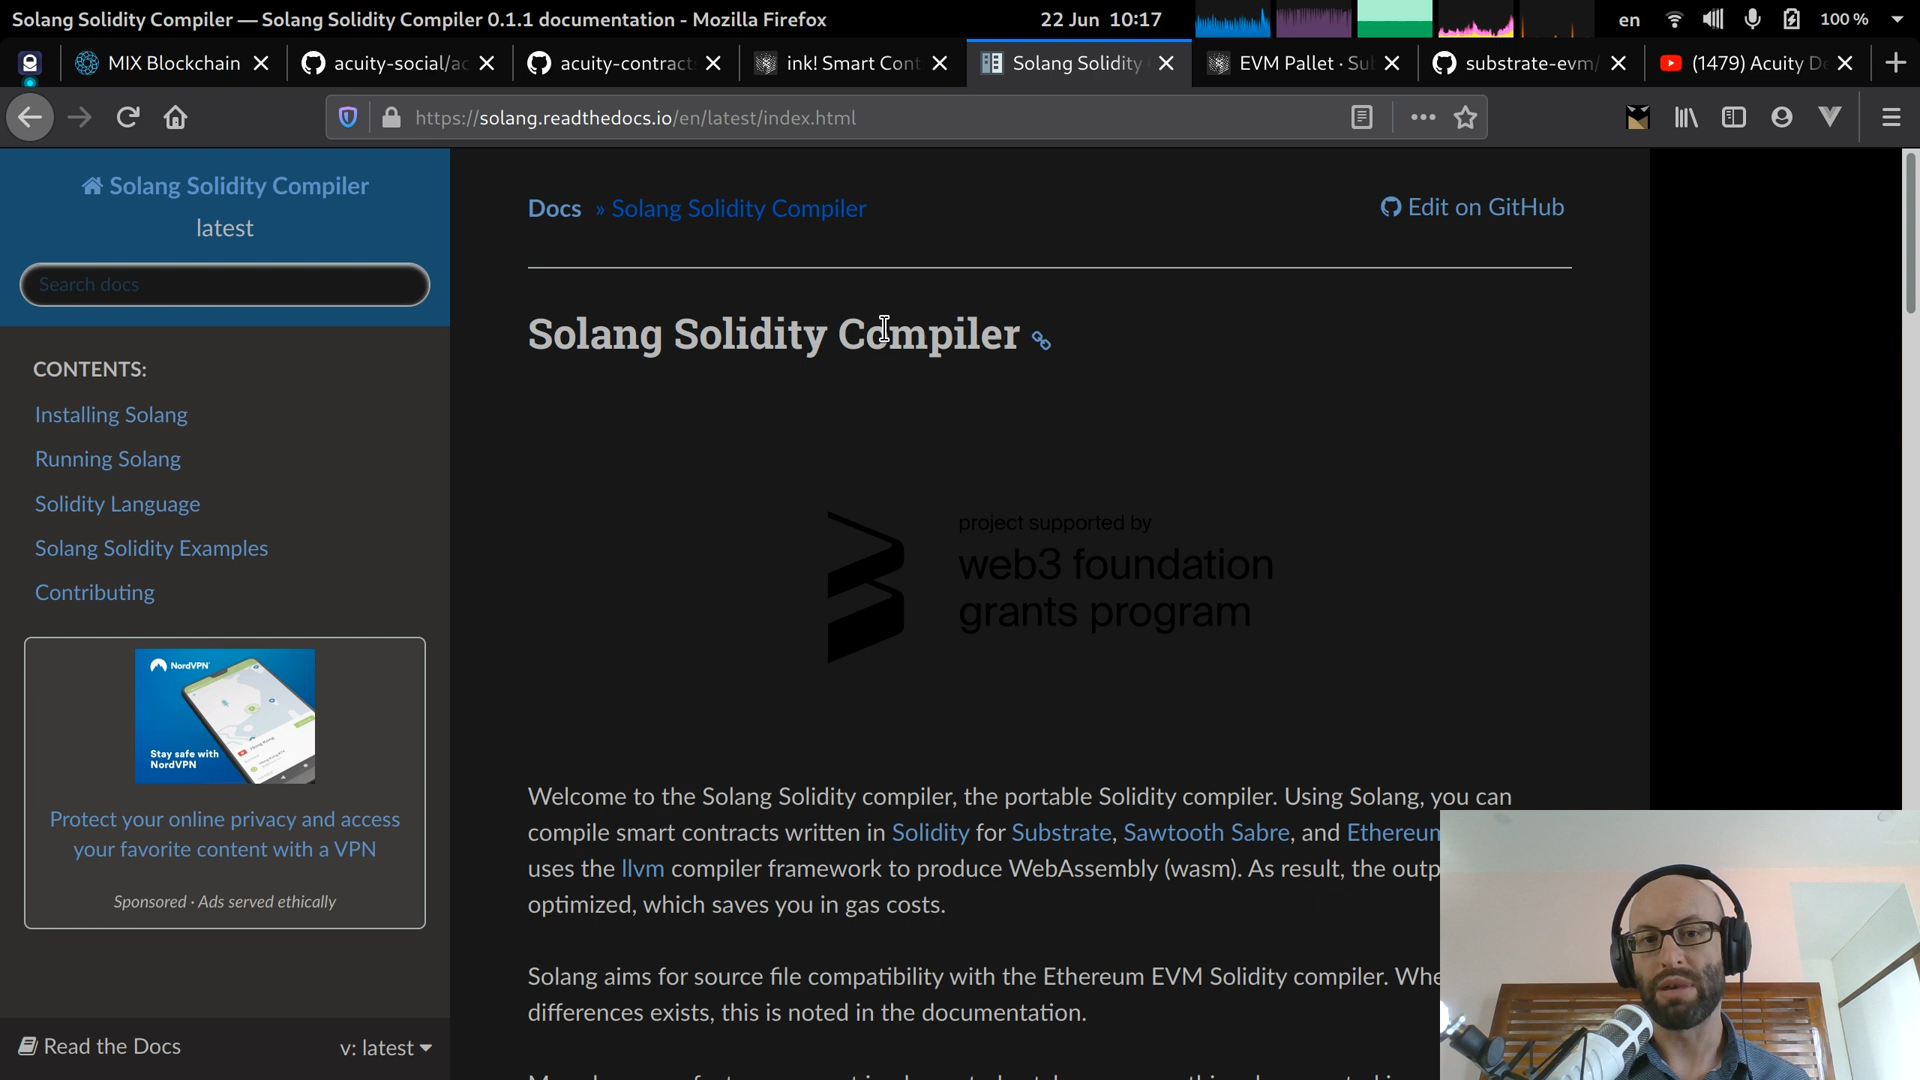 Solang Solidity Compiler — Solang Solidity Compiler 0.1.1 documentation - Mozilla Firefox
22 Jun 10:17
en
100 %
MIX Blockchain
acuity-social/ac
acuity-contract
ink! Smart Cont
Solang Solidity
EVM Pallet · Su
substrate-evm/
(1479) Acuity De
https://solang.readthedocs.io/en/latest/index.html
Solang Solidity Compiler
latest
Search docs
CONTENTS:
Installing Solang
Running Solang
Solidity Language
Solang Solidity Examples
Contributing
NordVPN
Stay safe with
NordVPN
Protect your online privacy and access
your favorite content with a VPN
Sponsored · Ads served ethically
Read the Docs
v: latest
Docs » Solang Solidity Compiler
Edit on GitHub
Solang Solidity Compiler
project supported by
web3 foundation
grants program
Welcome to the Solang Solidity compiler, the portable Solidity compiler. Using Solang, you can
compile smart contracts written in Solidity for Substrate, Sawtooth Sabre, and Ethereum
uses the llvm compiler framework to produce WebAssembly (wasm). As result, the outp
optimized, which saves you in gas costs.
Solang aims for source file compatibility with the Ethereum EVM Solidity compiler. Whe
differences exists, this is noted in the documentation.